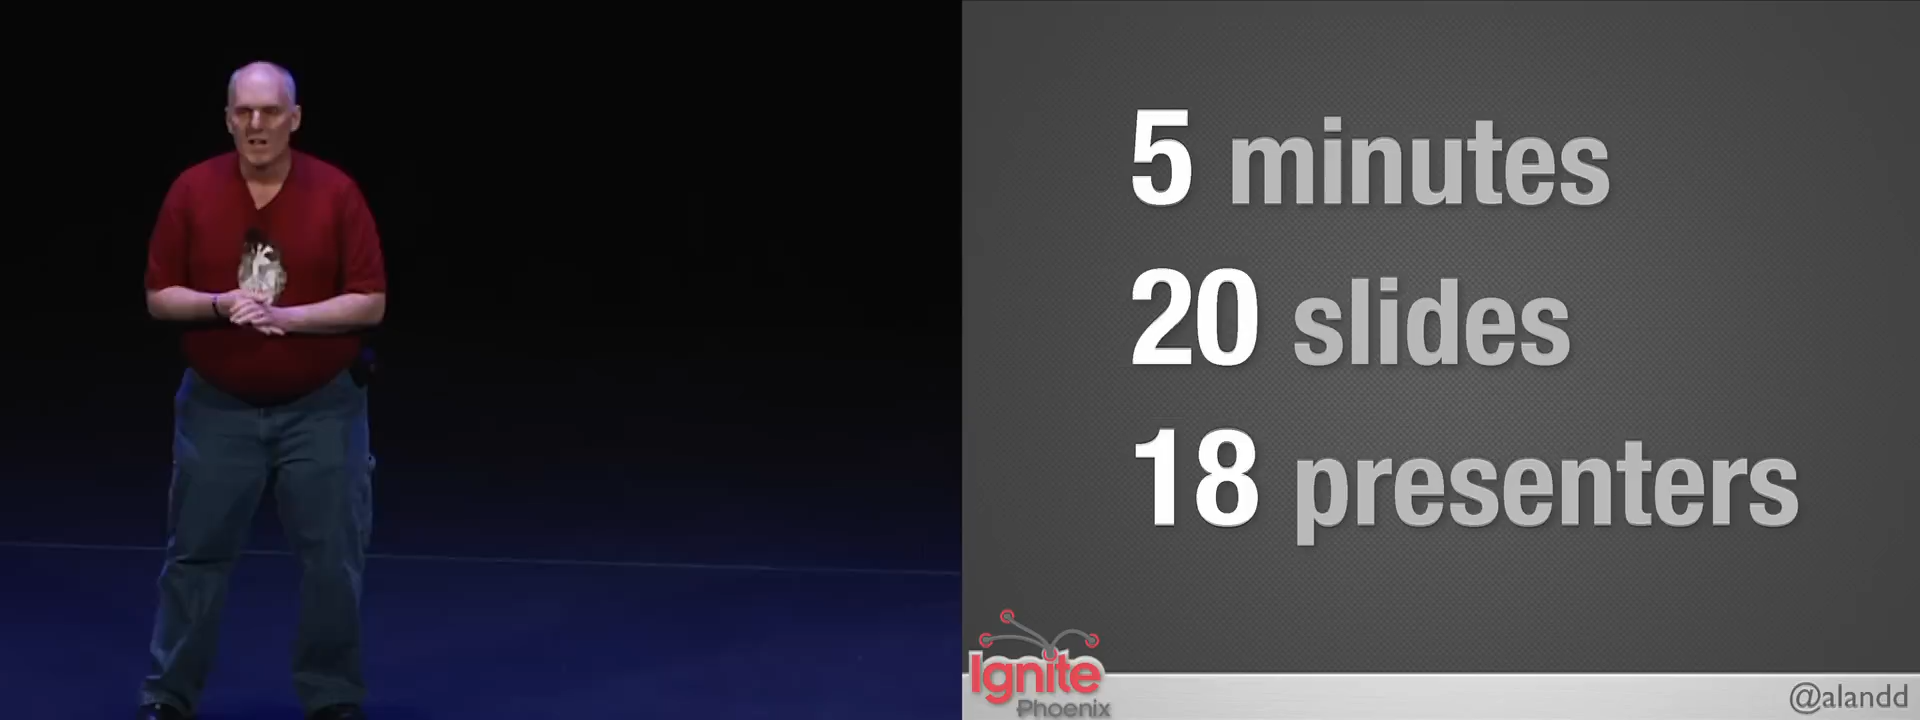 5 minutes
20 slides
18 presenters
Ignite
Phoenix
@alandd